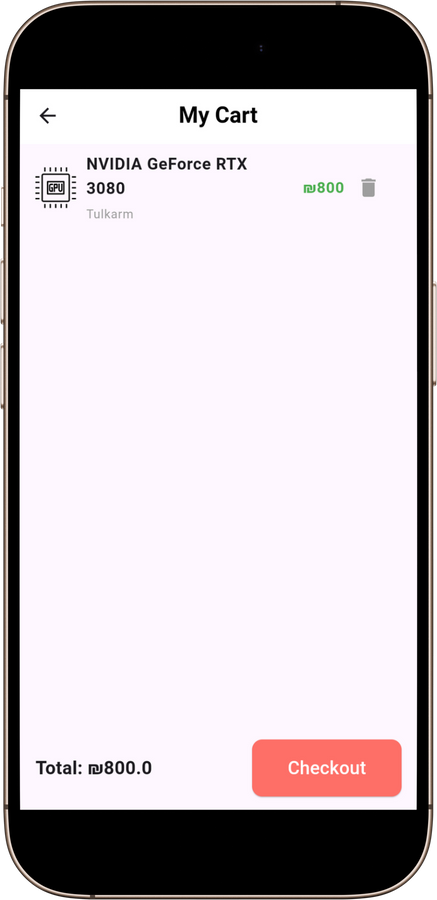 My Cart
NVIDIA GeForce RTX
3080
GPU
₪800
Tulkarm
Total: ₪800.0
Checkout